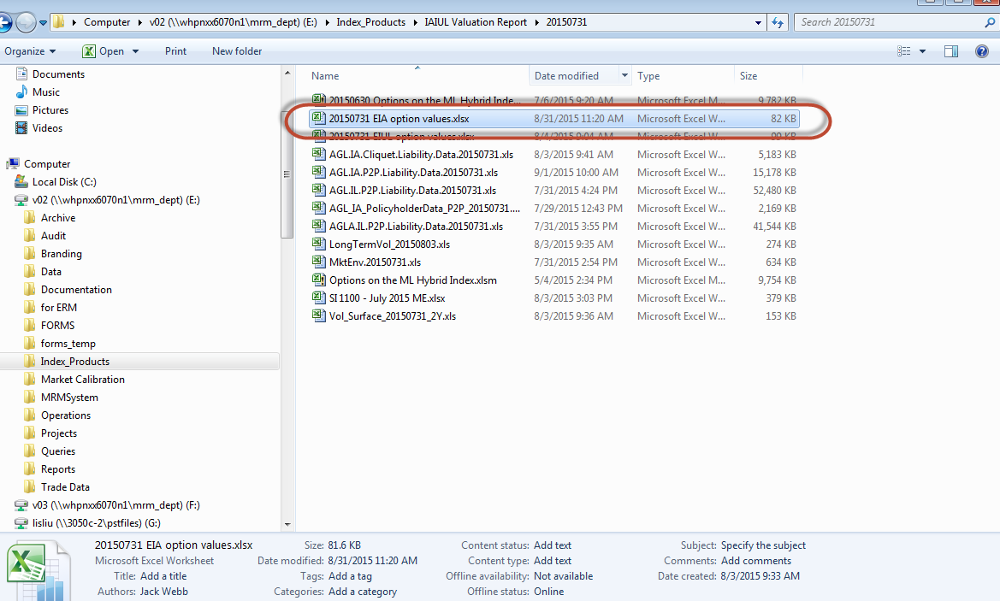 Computer v02 (\\whpnxx6070n1\mrm_dept) (E:) Index_Products IAIUL Valuation Report 20150731 Search 20150731
Organize Open Print New folder
Documents
Music
Pictures
Videos
Computer
Local Disk (C:)
v02 (\\whpnxx6070n1\mrm_dept) (E:)
Archive
Audit
Branding
Data
Documentation
for ERM
FORMS
forms_temp
Index_Products
Market Calibration
MRMSystem
Operations
Projects
Queries
Reports
Trade Data
v03 (\\whpnxx6070n1\mrm_dept) (F:)
lisliu (\\3050c-2\pstfiles) (G:)
Name Date modified Type Size
20150630 Options on the ML Hybrid Inde... 7/6/2015 9:20 AM Microsoft Excel M... 9,782 KB
20150731 EIA option values.xlsx 8/31/2015 11:20 AM Microsoft Excel W... 82 KB
20150731 EIUL option values.xlsx 8/4/2015 9:04 AM Microsoft Excel W... 99 KB
AGL.IA.Cliquet.Liability.Data.20150731.xls 8/3/2015 9:41 AM Microsoft Excel W... 5,183 KB
AGL.IA.P2P.Liability.Data.20150731.xls 9/1/2015 10:00 AM Microsoft Excel W... 15,178 KB
AGL.IL.P2P.Liability.Data.20150731.xls 7/31/2015 4:24 PM Microsoft Excel W... 52,480 KB
AGL_IA_PolicyholderData_P2P_20150731.... 7/29/2015 12:43 PM Microsoft Excel W... 2,169 KB
AGLA.IL.P2P.Liability.Data.20150731.xls 7/31/2015 3:55 PM Microsoft Excel W... 41,544 KB
LongTermVol_20150803.xls 8/3/2015 9:35 AM Microsoft Excel W... 274 KB
MktEnv.20150731.xls 7/31/2015 2:54 PM Microsoft Excel W... 634 KB
Options on the ML Hybrid Index.xlsm 5/4/2015 2:34 PM Microsoft Excel M... 9,754 KB
SI 1100 - July 2015 ME.xlsx 8/3/2015 3:03 PM Microsoft Excel W... 379 KB
Vol_Surface_20150731_2Y.xls 8/3/2015 9:36 AM Microsoft Excel W... 153 KB
20150731 EIA option values.xlsx Size: 81.6 KB Content status: Add text Subject: Specify the subject
Microsoft Excel Worksheet Date modified: 8/31/2015 11:20 AM Content type: Add text Comments: Add comments
Title: Add a title Tags: Add a tag Offline availability: Not available Date created: 8/3/2015 9:33 AM
Authors: Jack Webb Categories: Add a category Offline status: Online